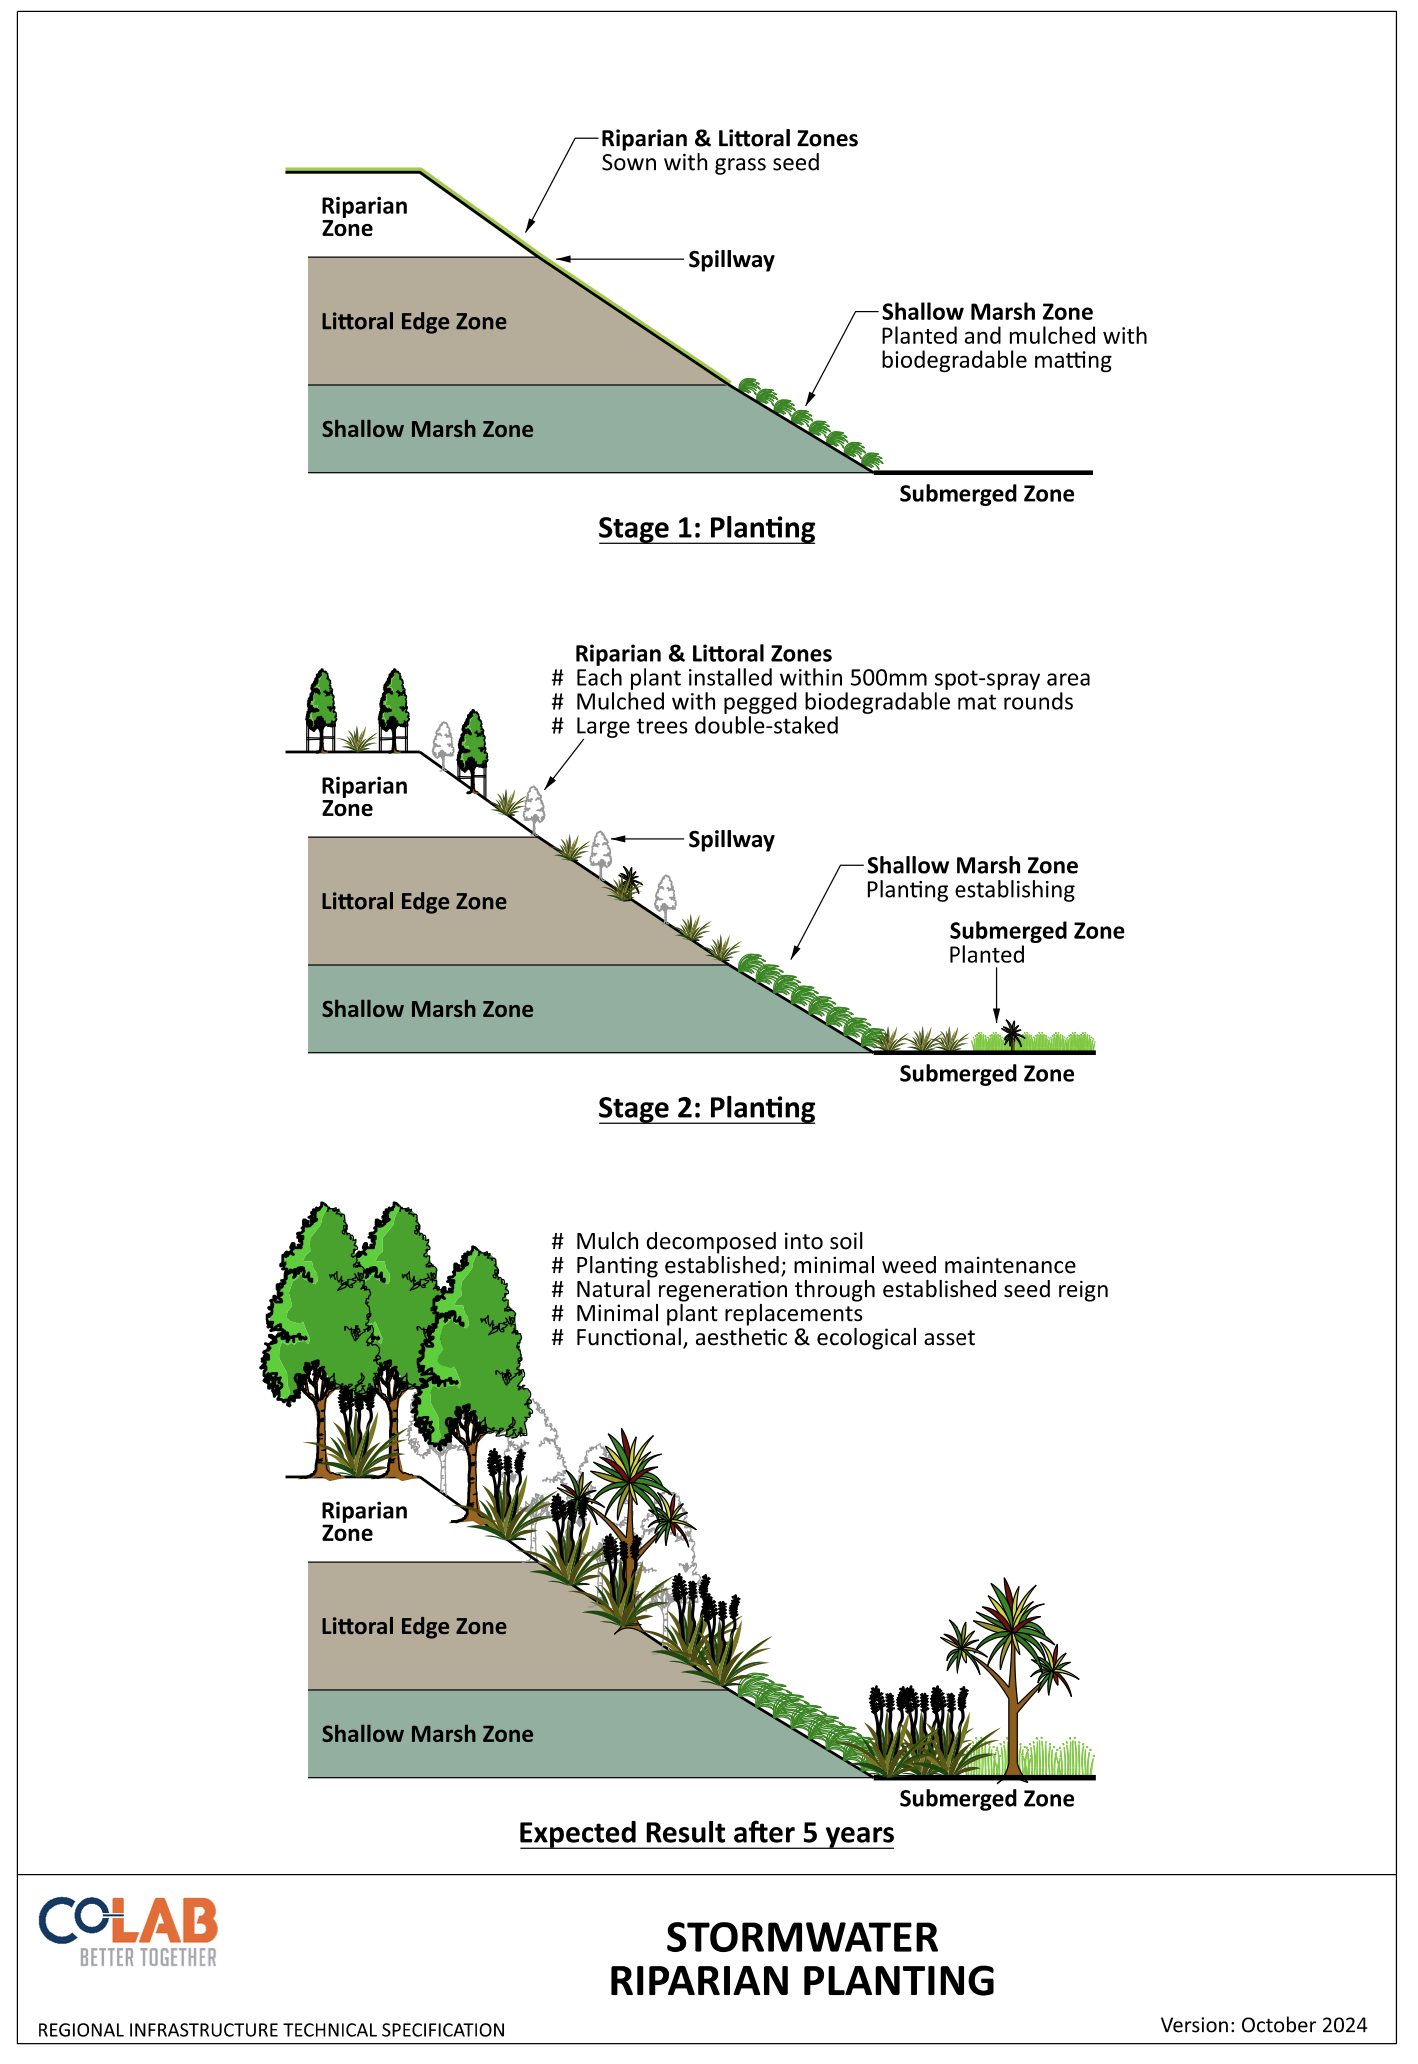 Riparian & Littoral Zones
Sown with grass seed
Riparian
Zone
Spillway
Littoral Edge Zone
Shallow Marsh Zone
Planted and mulched with
biodegradable matting
Shallow Marsh Zone
Submerged Zone
Stage 1: Planting
Riparian & Littoral Zones
# Each plant installed within 500mm spot-spray area
# Mulched with pegged biodegradable mat rounds
# Large trees double-staked
Riparian
Zone
Spillway
Shallow Marsh Zone
Planting establishing
Littoral Edge Zone
Submerged Zone
Planted
Shallow Marsh Zone
Submerged Zone
Stage 2: Planting
# Mulch decomposed into soil
# Planting established; minimal weed maintenance
# Natural regeneration through established seed reign
# Minimal plant replacements
# Functional, aesthetic & ecological asset
Riparian
Zone
Littoral Edge Zone
Shallow Marsh Zone
Submerged Zone
Expected Result after 5 years
COLAB
BETTER TOGETHER
STORMWATER
RIPARIAN PLANTING
REGIONAL INFRASTRUCTURE TECHNICAL SPECIFICATION
Version: October 2024